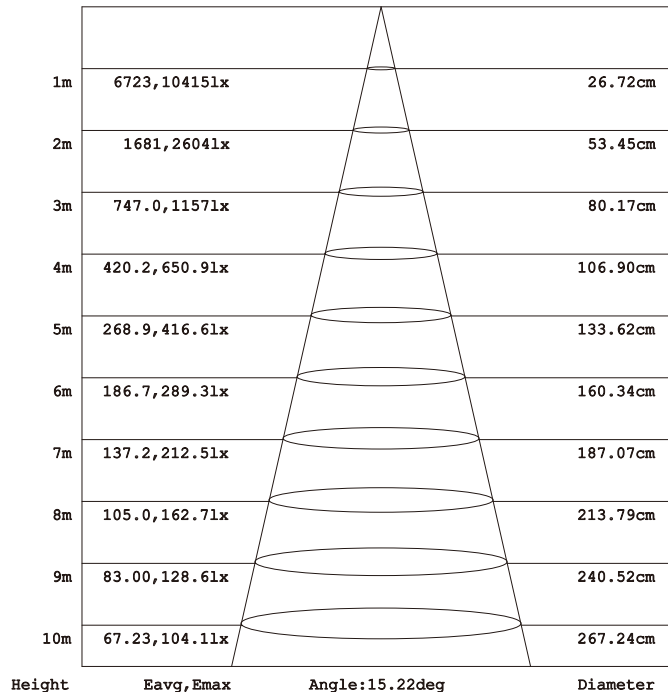 1m 6723,10415lx 26.72cm
2m 1681,2604lx 53.45cm
3m 747.0,1157lx 80.17cm
4m 420.2,650.9lx 106.90cm
5m 268.9,416.6lx 133.62cm
6m 186.7,289.3lx 160.34cm
7m 137.2,212.5lx 187.07cm
8m 105.0,162.7lx 213.79cm
9m 83.00,128.6lx 240.52cm
10m 67.23,104.1lx 267.24cm
Height Eavg,Emax Angle:15.22deg Diameter